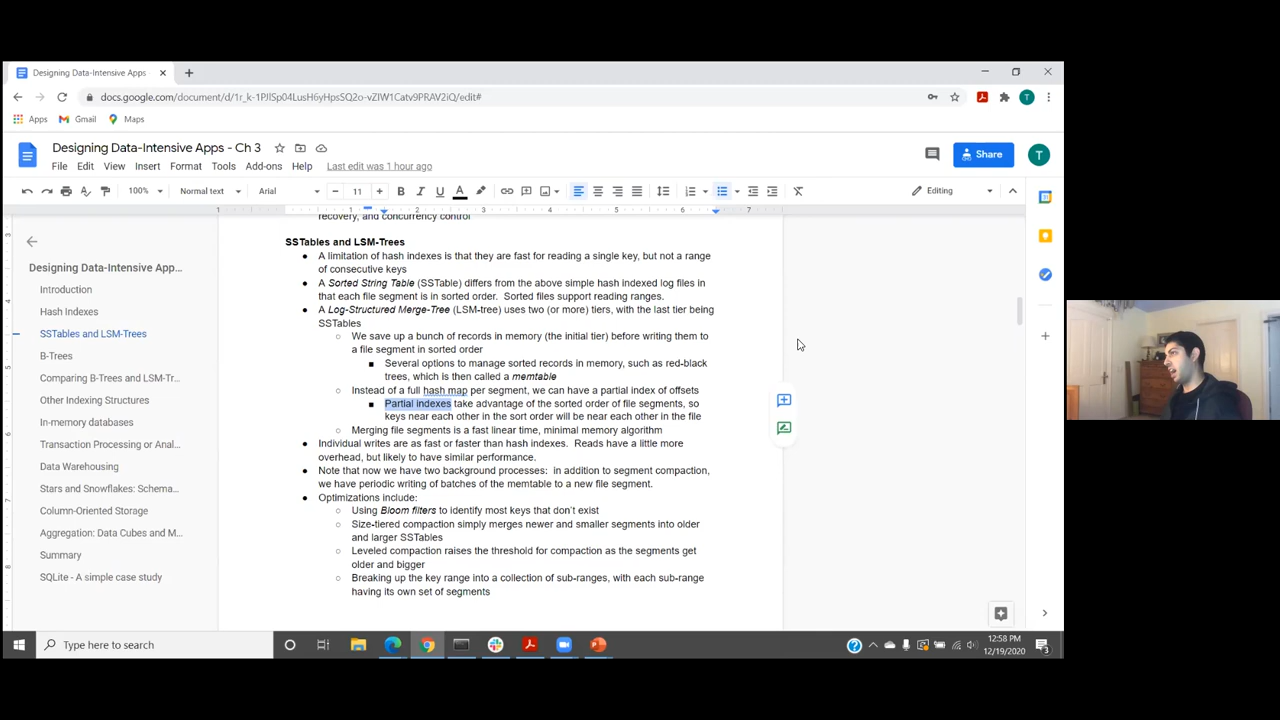 Designing Data-Intensive Apps
docs.google.com/document/d/1r_k-1PJlSp04LusH6yHpsSQ2o-vZIW1Catv9PRAV2iQ/edit#
T
Apps
Gmail
Maps
Designing Data-Intensive Apps - Ch 3
File Edit View Insert Format Tools Add-ons Help Last edit was 1 hour ago
Share
T
100% Normal text Arial 11 B I U A Editing
1 1 2 3 4 5 6 7
recovery, and concurrency control
SSTables and LSM-Trees
A limitation of hash indexes is that they are fast for reading a single key, but not a range
of consecutive keys
A Sorted String Table (SSTable) differs from the above simple hash indexed log files in
that each file segment is in sorted order. Sorted files support reading ranges.
A Log-Structured Merge-Tree (LSM-tree) uses two (or more) tiers, with the last tier being
SSTables
We save up a bunch of records in memory (the initial tier) before writing them to
a file segment in sorted order
Several options to manage sorted records in memory, such as red-black
trees, which is then called a memtable
Instead of a full hash map per segment, we can have a partial index of offsets
Partial indexes take advantage of the sorted order of file segments, so
keys near each other in the sort order will be near each other in the file
Merging file segments is a fast linear time, minimal memory algorithm
Individual writes are as fast or faster than hash indexes. Reads have a little more
overhead, but likely to have similar performance.
Note that now we have two background processes: in addition to segment compaction,
we have periodic writing of batches of the memtable to a new file segment.
Optimizations include:
Using Bloom filters to identify most keys that don't exist
Size-tiered compaction simply merges newer and smaller segments into older
and larger SSTables
Leveled compaction raises the threshold for compaction as the segments get
older and bigger
Breaking up the key range into a collection of sub-ranges, with each sub-range
having its own set of segments
Designing Data-Intensive App...
Introduction
Hash Indexes
SSTables and LSM-Trees
B-Trees
Comparing B-Trees and LSM-Tr...
Other Indexing Structures
In-memory databases
Transaction Processing or Analy...
Data Warehousing
Stars and Snowflakes: Schema...
Column-Oriented Storage
Aggregation: Data Cubes and M...
Summary
SQLite - A simple case study
Type here to search
12:58 PM
12/19/2020
3